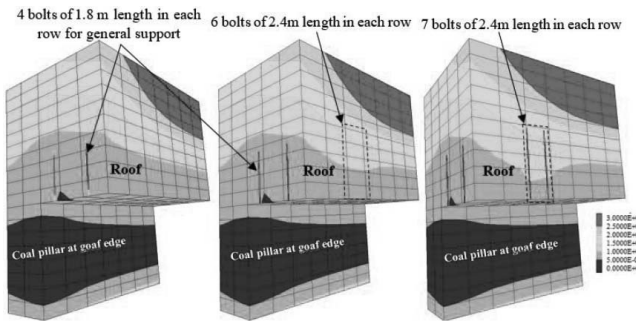 4 bolts of 1.8 m length in each
row for general support
6 bolts of 2.4m length in each row
7 bolts of 2.4m length in each row
Roof
Roof
Roof
Coal pillar at goaf edge
Coal pillar at goaf edge
Coal pillar at goaf edge